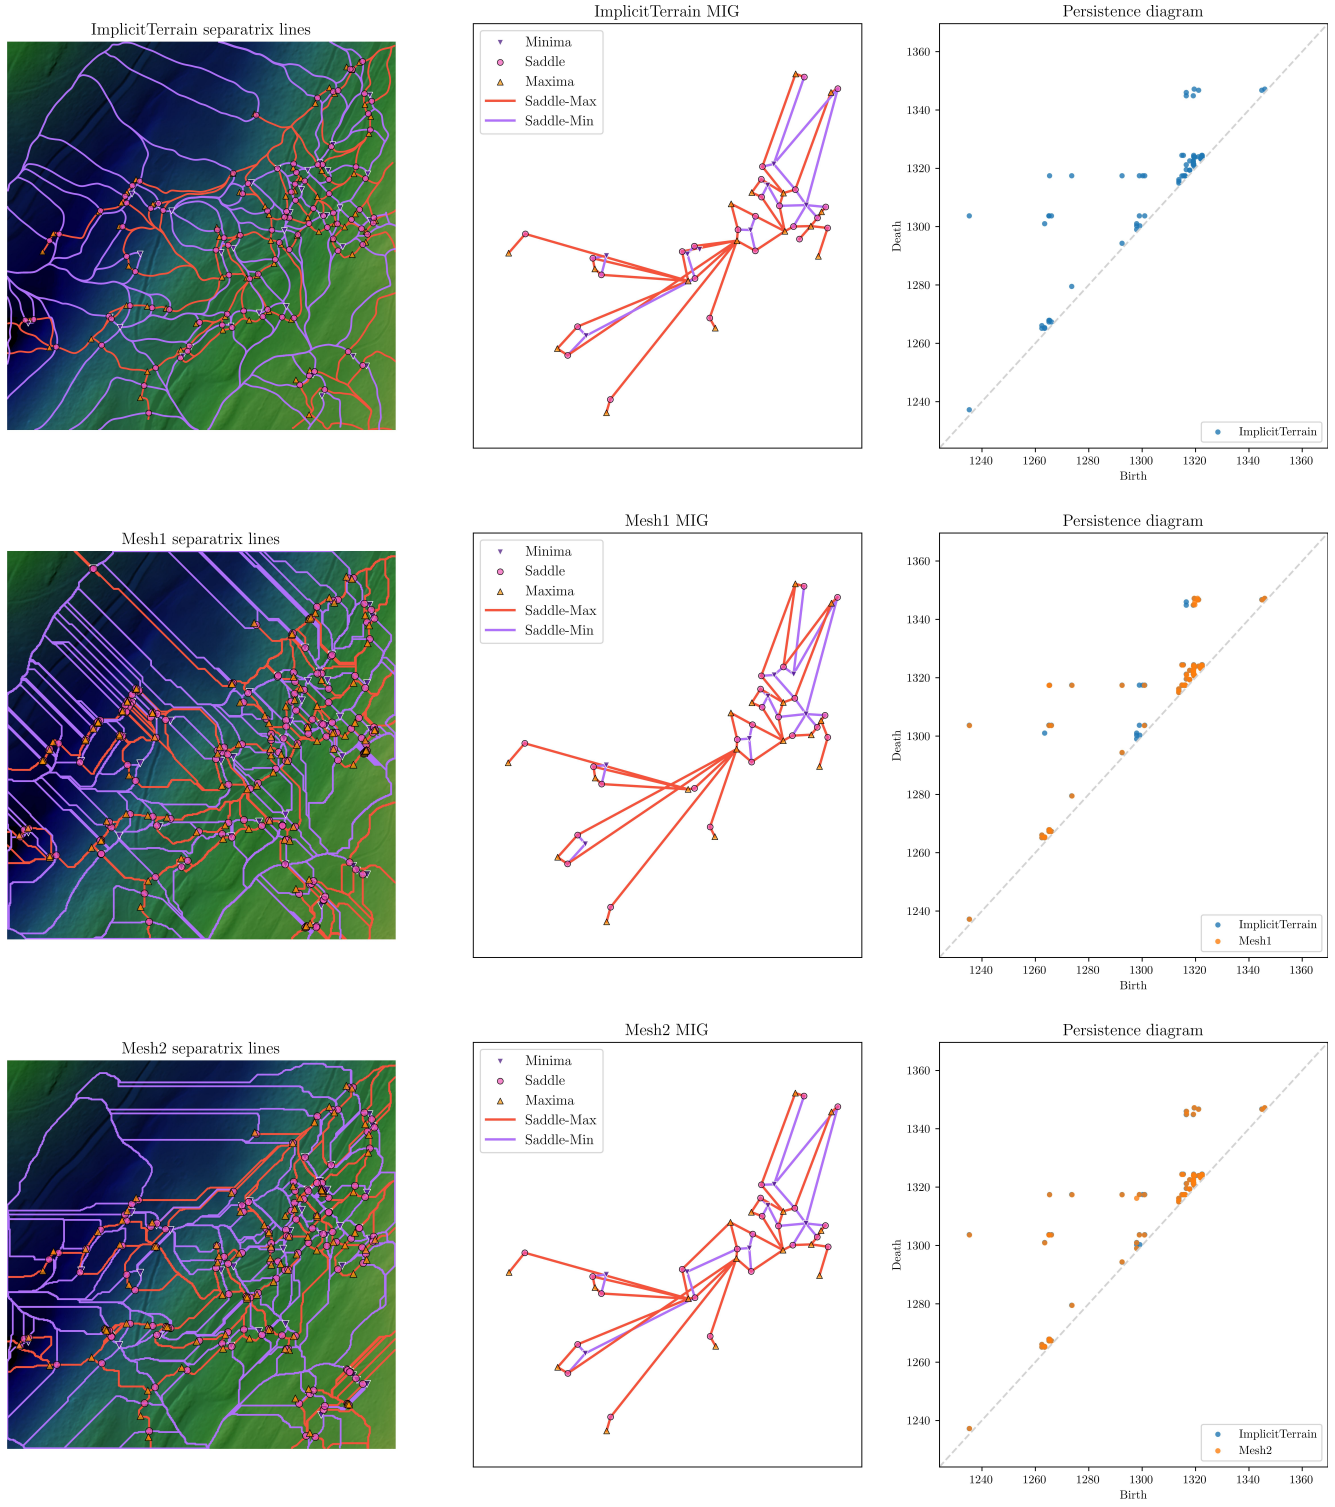 ImplicitTerrain separatrix lines
ImplicitTerrain MIG
Minima
Saddle
Maxima
Saddle-Max
Saddle-Min
Persistence diagram
1360
1340
1320
1300
1280
1260
1240
Death
ImplicitTerrain
1240 1260 1280 1300 1320 1340 1360
Birth
Mesh1 separatrix lines
Mesh1 MIG
Minima
Saddle
Maxima
Saddle-Max
Saddle-Min
Persistence diagram
1360
1340
1320
1300
1280
1260
1240
Death
ImplicitTerrain
Mesh1
1240 1260 1280 1300 1320 1340 1360
Birth
Mesh2 separatrix lines
Mesh2 MIG
Minima
Saddle
Maxima
Saddle-Max
Saddle-Min
Persistence diagram
1360
1340
1320
1300
1280
1260
1240
Death
ImplicitTerrain
Mesh2
1240 1260 1280 1300 1320 1340 1360
Birth